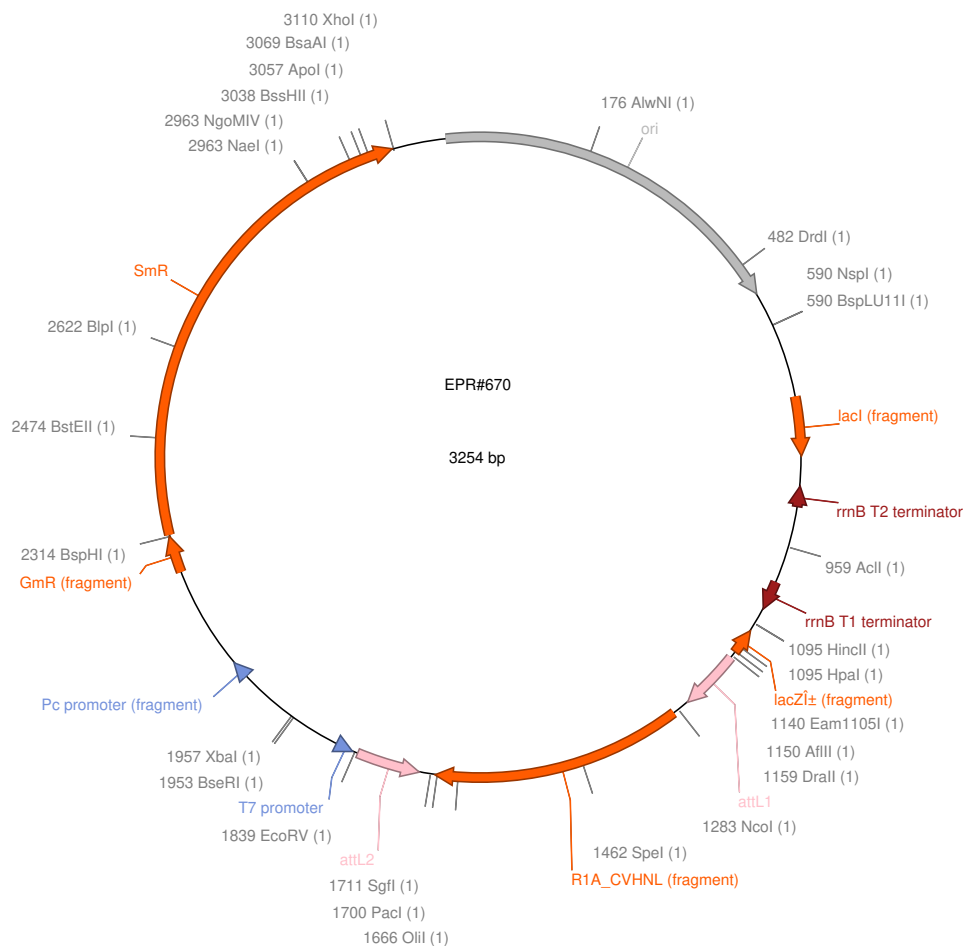 3110 XhoI (1)
3069 BsaAI (1)
3057 ApoI (1)
3038 BssHII (1)
2963 NgoMIV (1)
2963 NaeI (1)
176 AlwNI (1)
ori
482 DrdI (1)
590 NspI (1)
590 BspLU11I (1)
SmR
2622 BlpI (1)
2474 BstEII (1)
EPR#670
3254 bp
lacI (fragment)
rrnB T2 terminator
959 AclI (1)
rrnB T1 terminator
1095 HincII (1)
1095 HpaI (1)
lacZÎ± (fragment)
1140 Eam1105I (1)
1150 AflII (1)
1159 DraII (1)
attL1
1283 NcoI (1)
1462 SpeI (1)
R1A_CVHNL (fragment)
2314 BspHI (1)
GmR (fragment)
Pc promoter (fragment)
1957 XbaI (1)
1953 BseRI (1)
T7 promoter
1839 EcoRV (1)
attL2
1711 SgfI (1)
1700 PacI (1)
1666 OliI (1)